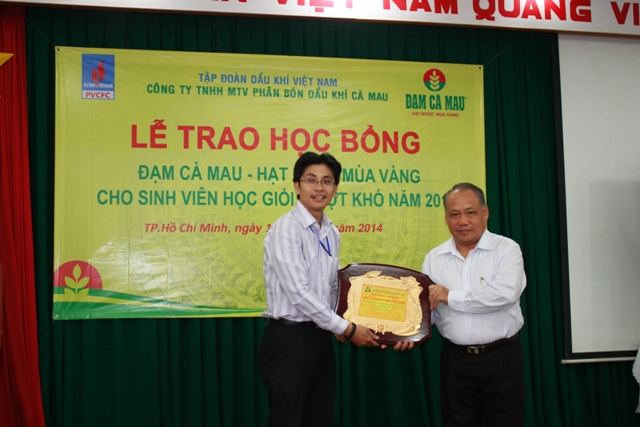 VIỆT NAM QUANG VI
PETROVIETNAM
PVCFC
TẬP ĐOÀN DẦU KHÍ VIỆT NAM
CÔNG TY TNHH MTV PHÂN BÓN DẦU KHÍ CÀ MAU
ĐẠM CÀ MAU
HẠT NGỌC MÙA VÀNG
LỄ TRAO HỌC BỔNG
ĐẠM CÀ MAU - HẠT MÙA VÀNG
CHO SINH VIÊN HỌC GIỎI KHÓ NĂM 20
TP.Hồ Chí Minh, ngày 1 năm 2014